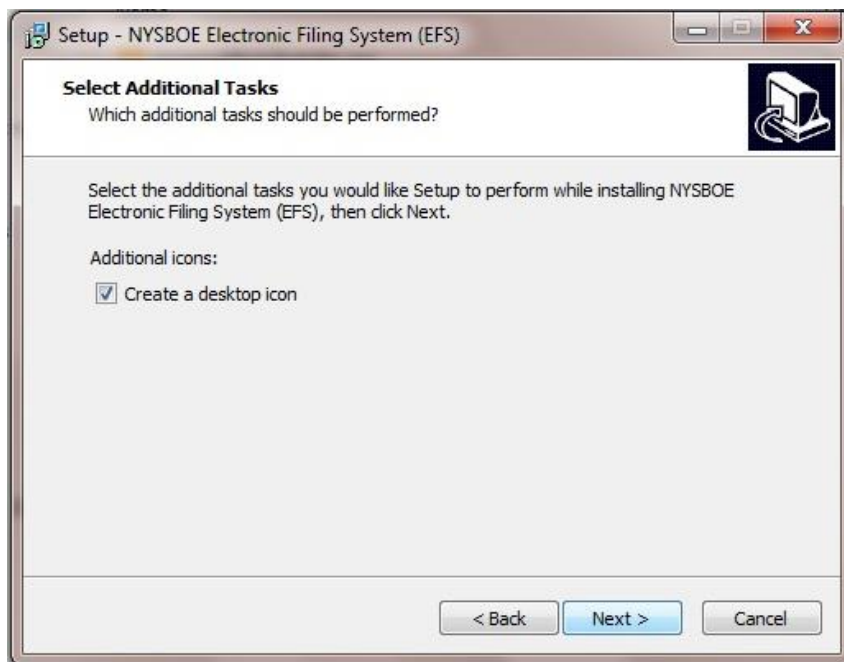 Setup - NYSBOE Electronic Filing System (EFS)
Select Additional Tasks
Which additional tasks should be performed?
Select the additional tasks you would like Setup to perform while installing NYSBOE
Electronic Filing System (EFS), then click Next.
Additional icons:
Create a desktop icon
< Back
Next >
Cancel